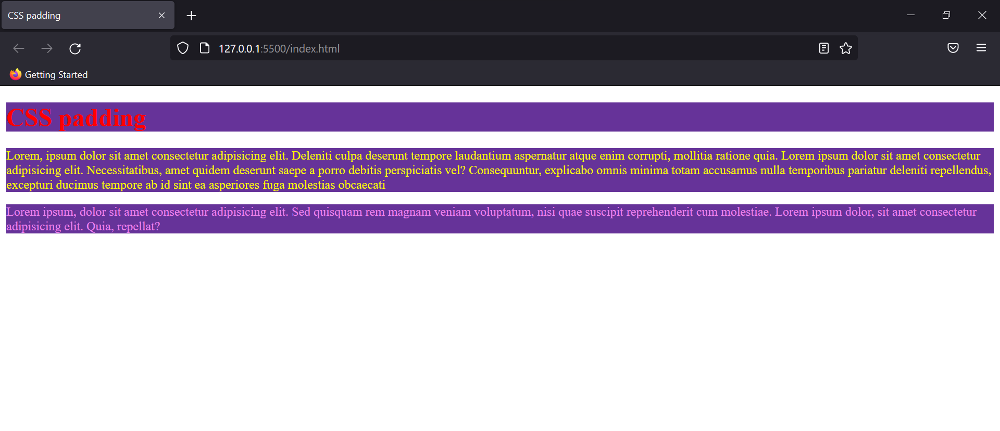 CSS padding
127.0.0.1:5500/index.html
Getting Started
CSS padding
Lorem, ipsum dolor sit amet consectetur adipisicing elit. Deleniti culpa deserunt tempore laudantium aspernatur atque enim corrupti, mollitia ratione quia. Lorem ipsum dolor sit amet consectetur
adipisicing elit. Necessitatibus, amet quidem deserunt saepe a porro debitis perspiciatis vel? Consequuntur, explicabo omnis minima totam accusamus nulla temporibus pariatur deleniti repellendus,
excepturi ducimus tempore ab id sint ea asperiores fuga molestias obcaecati
Lorem ipsum, dolor sit amet consectetur adipisicing elit. Sed quisquam rem magnam veniam voluptatum, nisi quae suscipit reprehenderit cum molestiae. Lorem ipsum dolor, sit amet consectetur
adipisicing elit. Quia, repellat?